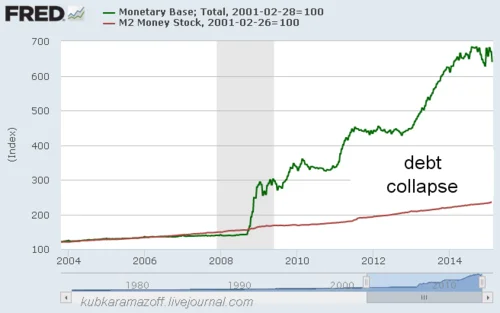 FRED
Monetary Base; Total, 2001-02-28=100
M2 Money Stock, 2001-02-26=100
700
600
500
400
300
200
100
(Index)
debt
collapse
2004
2006
2008
2010
2012
2014
1980
1990
2000
2010
kubkaramazoff.livejournal.com